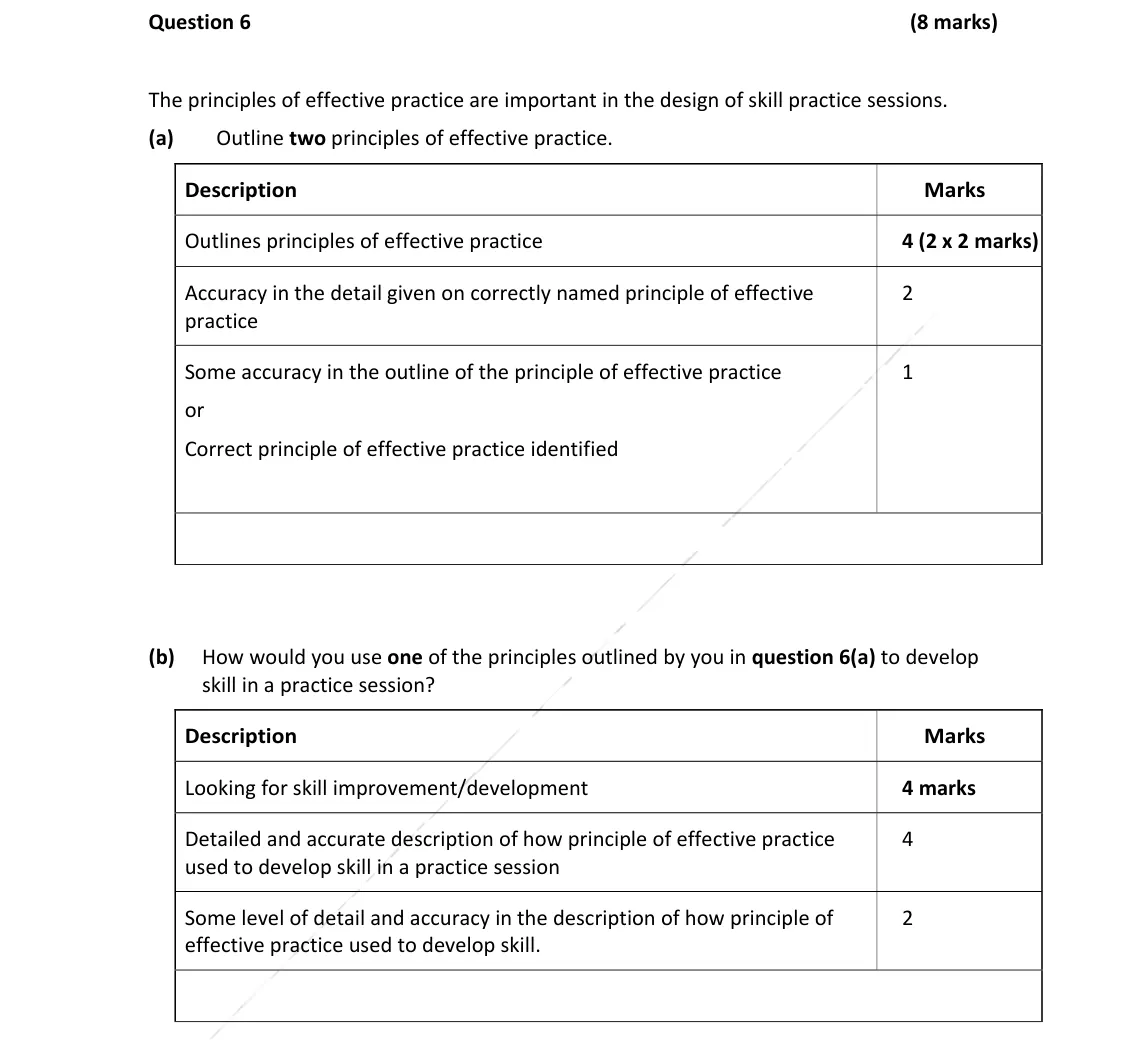 Question 6 (8 marks)
The principles of effective practice are important in the design of skill practice sessions.
(a) Outline two principles of effective practice.
Description Marks
Outlines principles of effective practice 4 (2 x 2 marks)
Accuracy in the detail given on correctly named principle of effective 2
practice
Some accuracy in the outline of the principle of effective practice 1
or
Correct principle of effective practice identified
(b) How would you use one of the principles outlined by you in question 6(a) to develop
skill in a practice session?
Description Marks
Looking for skill improvement/development 4 marks
Detailed and accurate description of how principle of effective practice 4
used to develop skill in a practice session
Some level of detail and accuracy in the description of how principle of 2
effective practice used to develop skill.